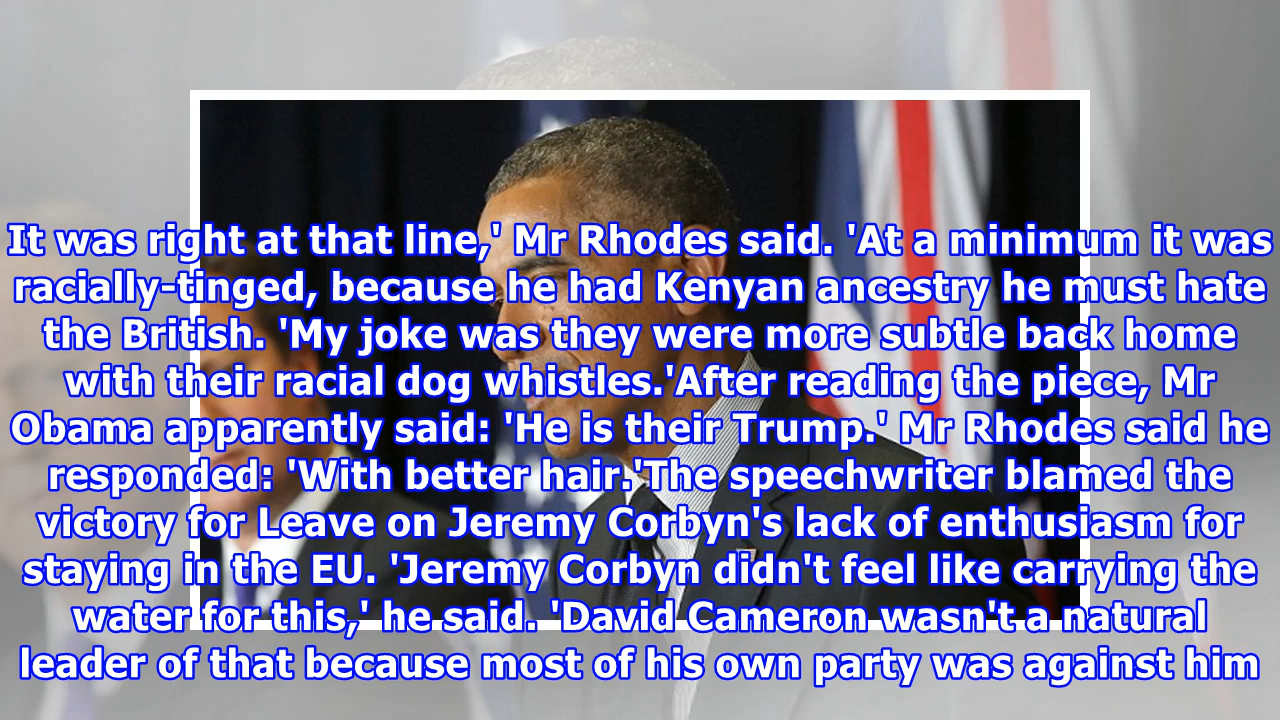 It was right at that line,' Mr Rhodes said. 'At a minimum it was
racially-tinged, because he had Kenyan ancestry he must hate
the British. 'My joke was they were more subtle back home
with their racial dog whistles.'After reading the piece, Mr
Obama apparently said: 'He is their Trump.' Mr Rhodes said he
responded: 'With better hair.'The speechwriter blamed the
victory for Leave on Jeremy Corbyn's lack of enthusiasm for
staying in the EU. 'Jeremy Corbyn didn't feel like carrying the
water for this,' he said. 'David Cameron wasn't a natural
leader of that because most of his own party was against him